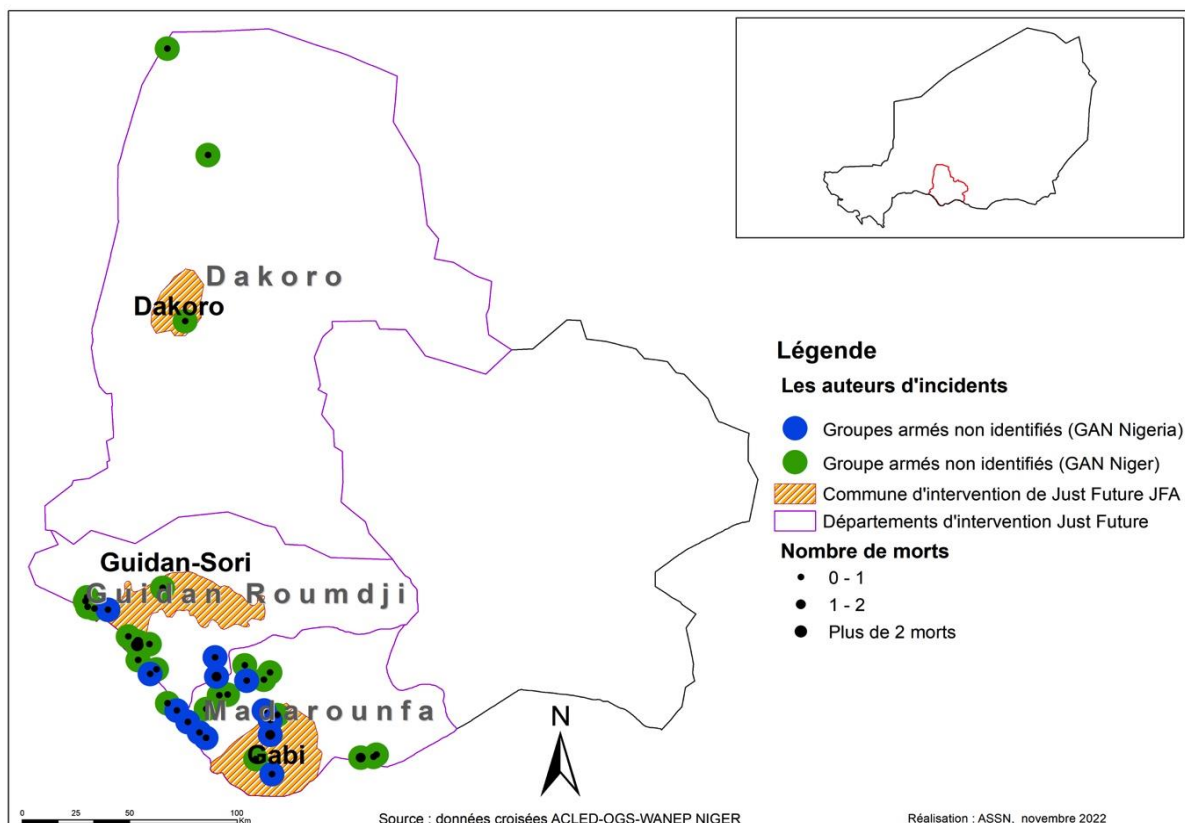 Dakoro
Dakoro
Guidan-Sori
Guidan Roumdji
Madarounfa
Gabi
Légende
Les auteurs d'incidents
Groupes armés non identifiés (GAN Nigeria)
Groupe armés non identifiés (GAN Niger)
Commune d'intervention de Just Future JFA
Départements d'intervention Just Future
Nombre de morts
0 - 1
1 - 2
Plus de 2 morts
N
0 25 50 100
Km
Source : données croisées ACLED-OGS-WANEP NIGER
Réalisation : ASSN, novembre 2022